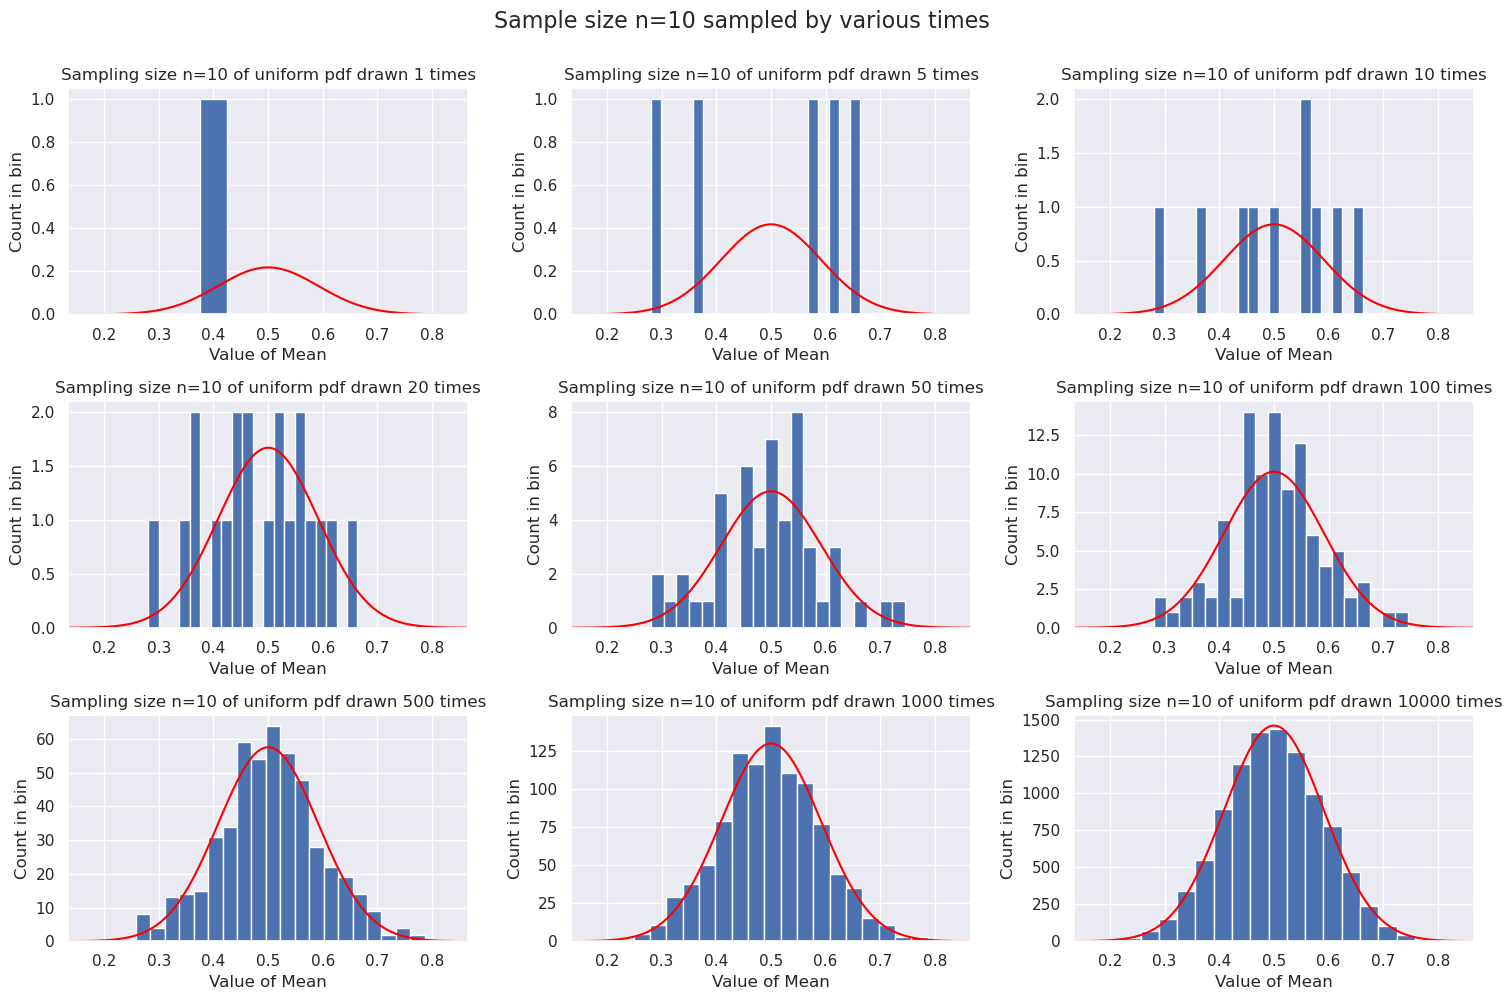 Sample size n=10 sampled by various times
Sampling size n=10 of uniform pdf drawn 1 times
1.0
0.8
0.6
0.4
0.2
0.0
Count in bin
0.2 0.3 0.4 0.5 0.6 0.7 0.8
Value of Mean
Sampling size n=10 of uniform pdf drawn 5 times
1.0
0.8
0.6
0.4
0.2
0.0
Count in bin
0.2 0.3 0.4 0.5 0.6 0.7 0.8
Value of Mean
Sampling size n=10 of uniform pdf drawn 10 times
2.0
1.5
1.0
0.5
0.0
Count in bin
0.2 0.3 0.4 0.5 0.6 0.7 0.8
Value of Mean
Sampling size n=10 of uniform pdf drawn 20 times
2.0
1.5
1.0
0.5
0.0
Count in bin
0.2 0.3 0.4 0.5 0.6 0.7 0.8
Value of Mean
Sampling size n=10 of uniform pdf drawn 50 times
8
6
4
2
0
Count in bin
0.2 0.3 0.4 0.5 0.6 0.7 0.8
Value of Mean
Sampling size n=10 of uniform pdf drawn 100 times
12.5
10.0
7.5
5.0
2.5
0.0
Count in bin
0.2 0.3 0.4 0.5 0.6 0.7 0.8
Value of Mean
Sampling size n=10 of uniform pdf drawn 500 times
60
50
40
30
20
10
0
Count in bin
0.2 0.3 0.4 0.5 0.6 0.7 0.8
Value of Mean
Sampling size n=10 of uniform pdf drawn 1000 times
125
100
75
50
25
0
Count in bin
0.2 0.3 0.4 0.5 0.6 0.7 0.8
Value of Mean
Sampling size n=10 of uniform pdf drawn 10000 times
1500
1250
1000
750
500
250
0
Count in bin
0.2 0.3 0.4 0.5 0.6 0.7 0.8
Value of Mean